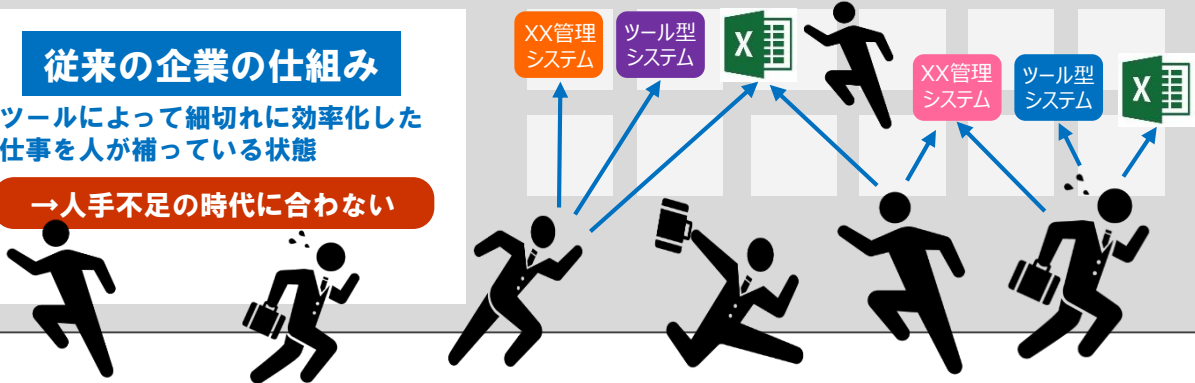 従来の企業の仕組み
ツールによって細切れに効率化した
仕事を人が補っている状態
→人手不足の時代に合わない
XX管理
システム
ツール型
システム
X
XX管理
システム
ツール型
システム
X